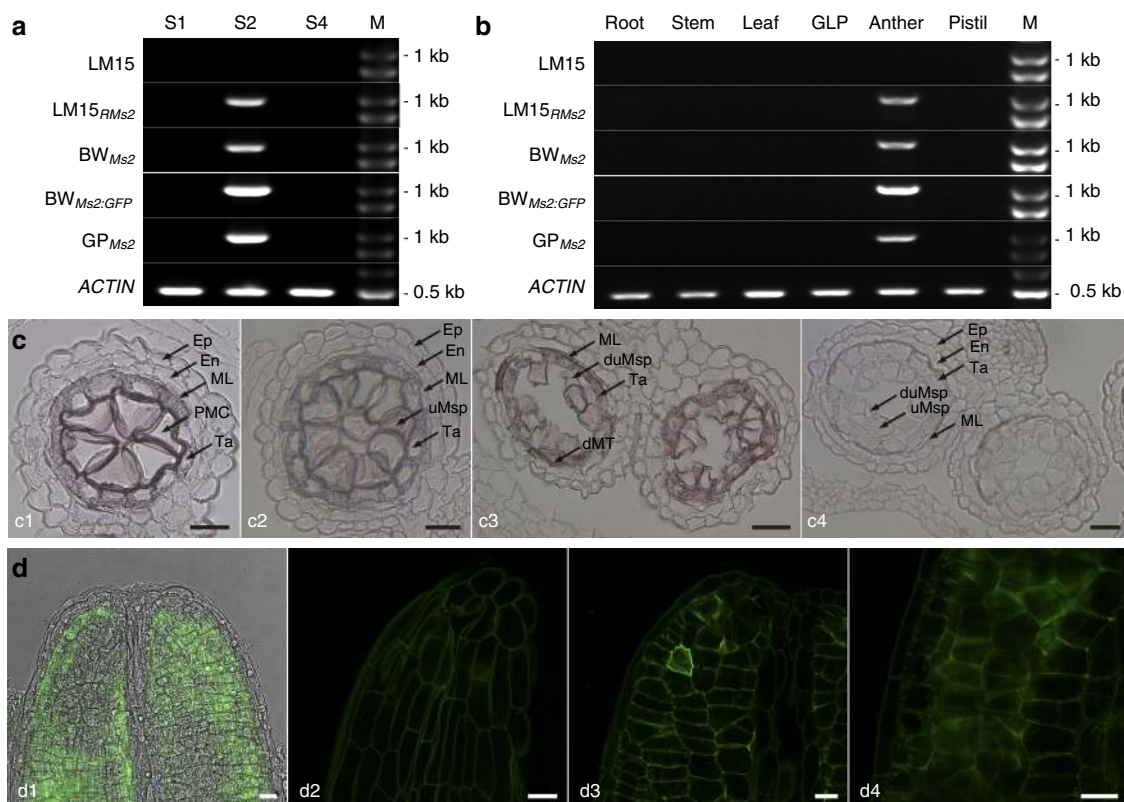 a
S1 S2 S4 M
LM15 - 1 kb
LM15RMs2 - 1 kb
BWMs2 - 1 kb
BWMs2:GFP - 1 kb
GPMs2 - 1 kb
ACTIN - 0.5 kb
b
Root Stem Leaf GLP Anther Pistil M
LM15 - 1 kb
LM15RMs2 - 1 kb
BWMs2 - 1 kb
BWMs2:GFP - 1 kb
GPMs2 - 1 kb
ACTIN - 0.5 kb
c
Ep
En
ML
PMC
Ta
c1
Ep
En
ML
uMsp
Ta
c2
ML
duMsp
Ta
dMT
c3
Ep
En
Ta
duMsp
uMsp
ML
c4
d
d1
d2
d3
d4